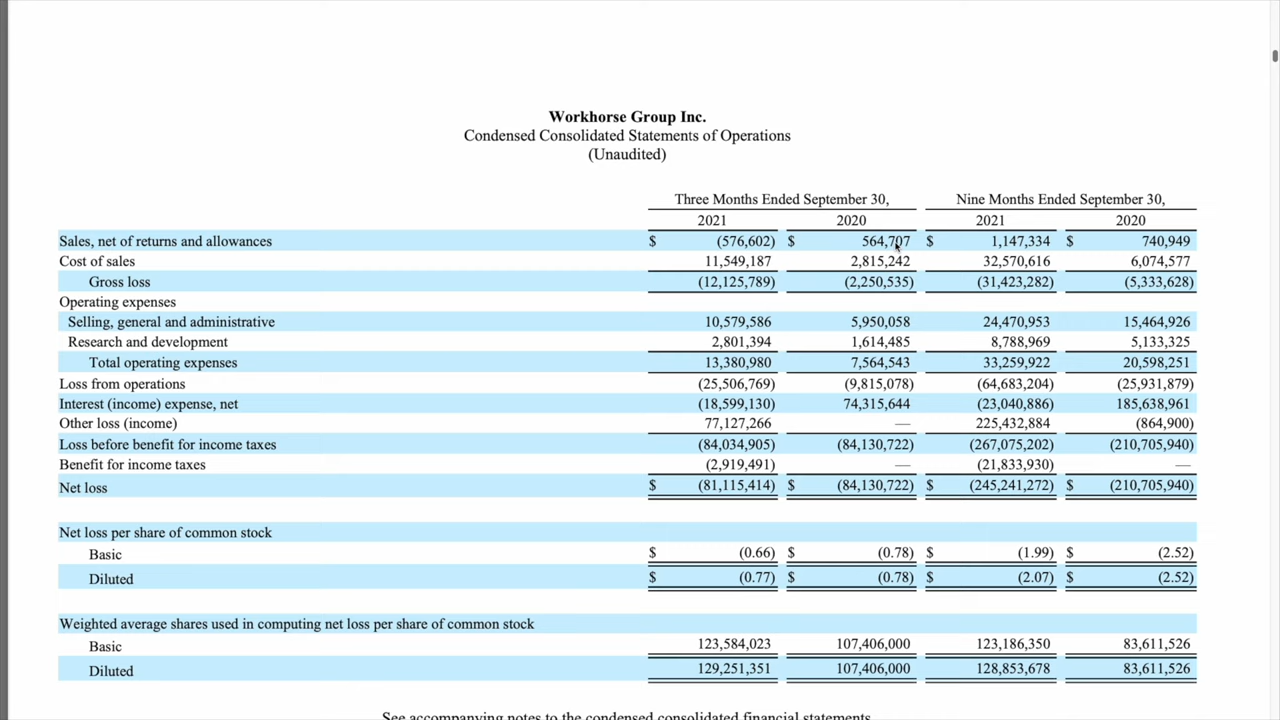 Workhorse Group Inc.
Condensed Consolidated Statements of Operations
(Unaudited)
Three Months Ended September 30, Nine Months Ended September 30,
2021 2020 2021 2020
Sales, net of returns and allowances $ (576,602) $ 564,707 $ 1,147,334 $ 740,949
Cost of sales 11,549,187 2,815,242 32,570,616 6,074,577
Gross loss (12,125,789) (2,250,535) (31,423,282) (5,333,628)
Operating expenses
Selling, general and administrative 10,579,586 5,950,058 24,470,953 15,464,926
Research and development 2,801,394 1,614,485 8,788,969 5,133,325
Total operating expenses 13,380,980 7,564,543 33,259,922 20,598,251
Loss from operations (25,506,769) (9,815,078) (64,683,204) (25,931,879)
Interest (income) expense, net (18,599,130) 74,315,644 (23,040,886) 185,638,961
Other loss (income) 77,127,266 — 225,432,884 (864,900)
Loss before benefit for income taxes (84,034,905) (84,130,722) (267,075,202) (210,705,940)
Benefit for income taxes (2,919,491) — (21,833,930) —
Net loss $ (81,115,414) $ (84,130,722) $ (245,241,272) $ (210,705,940)
Net loss per share of common stock
Basic $ (0.66) $ (0.78) $ (1.99) $ (2.52)
Diluted $ (0.77) $ (0.78) $ (2.07) $ (2.52)
Weighted average shares used in computing net loss per share of common stock
Basic 123,584,023 107,406,000 123,186,350 83,611,526
Diluted 129,251,351 107,406,000 128,853,678 83,611,526
See accompanying notes to the condensed consolidated financial statements